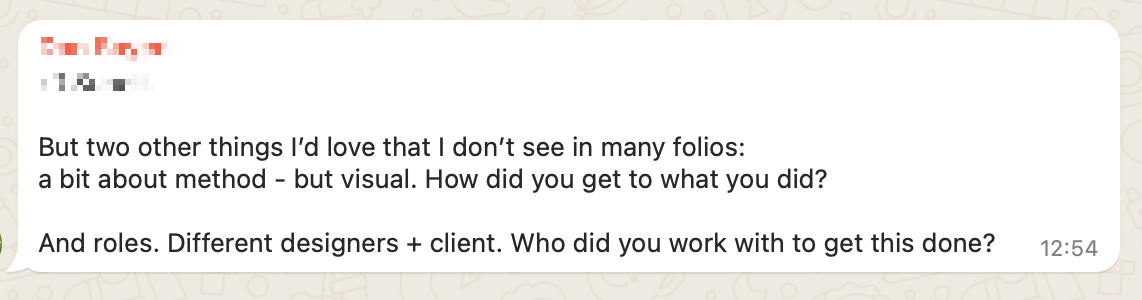 But two other things I’d love that I don’t see in many folios:
a bit about method - but visual. How did you get to what you did?
And roles. Different designers + client. Who did you work with to get this done?
12:54